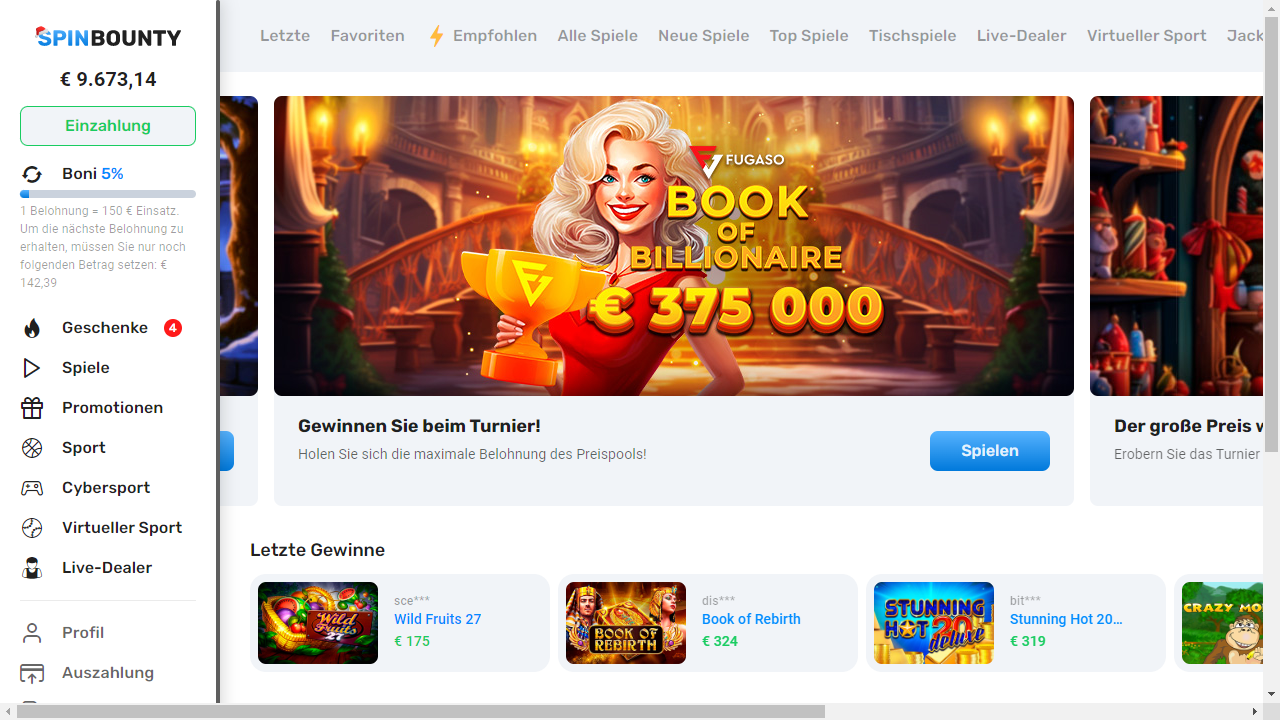 SPINBOUNTY
€ 9.673,14
Einzahlung
Boni 5%
1 Belohnung = 150 € Einsatz.
Um die nächste Belohnung zu
erhalten, müssen Sie nur noch
folgenden Betrag setzen: €
142,39
Geschenke 4
Spiele
Promotionen
Sport
Cybersport
Virtueller Sport
Live-Dealer
Profil
Auszahlung
Letzte Favoriten Empfohlen Alle Spiele Neue Spiele Top Spiele Tischspiele Live-Dealer Virtueller Sport Jack
FUGASO
BOOK
OF
BILLIONAIRE
€ 375 000
Gewinnen Sie beim Turnier!
Holen Sie sich die maximale Belohnung des Preispools!
Spielen
Der große Preis
Erobern Sie das Turnier
Letzte Gewinne
Wild Fruits 27
sce***
Wild Fruits 27
€ 175
BOOK OF
REBIRTH
dis***
Book of Rebirth
€ 324
STUNNING
HOT 20
deluxe
bit***
Stunning Hot 20...
€ 319
CRAZY MO